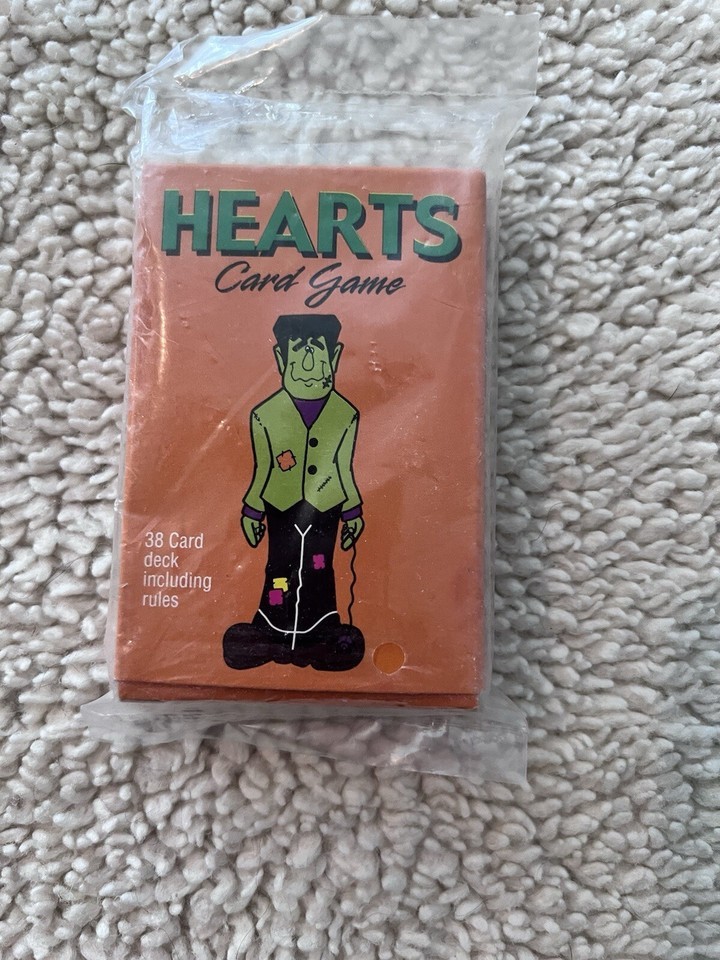 HEARTS
Card Game
38 Card
deck
including
rules